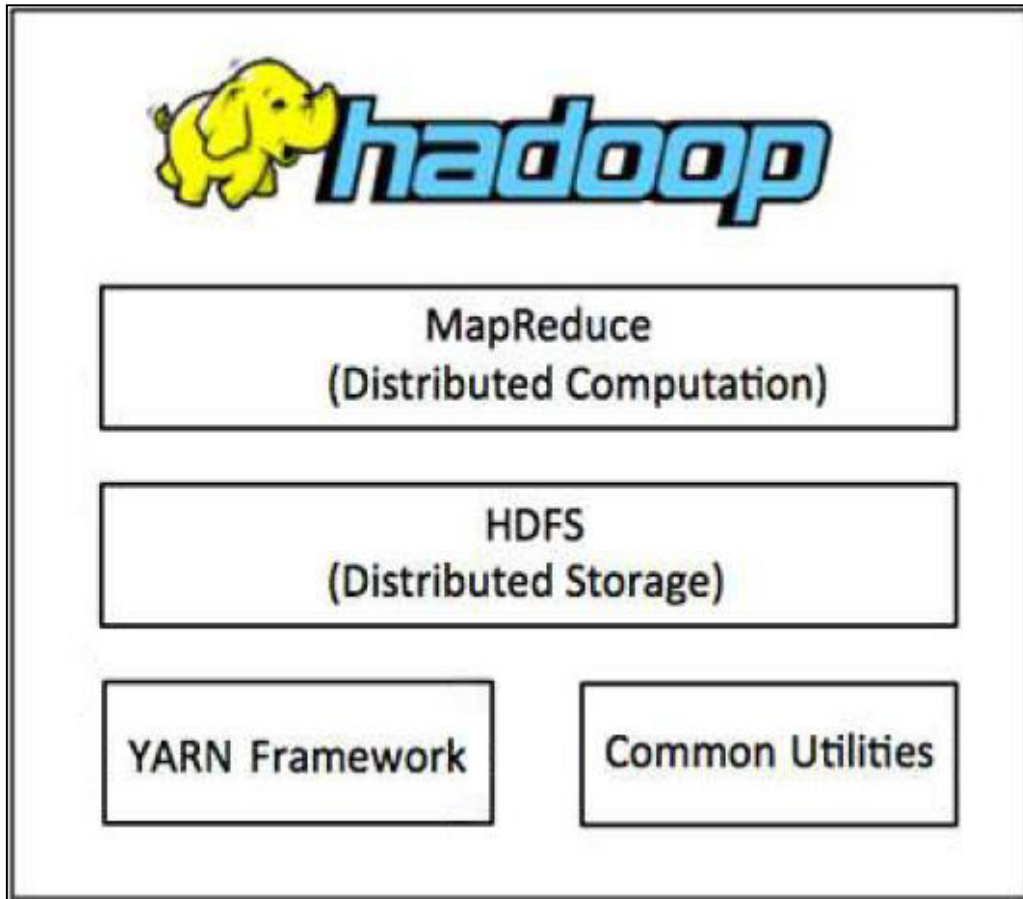 hadoop
MapReduce
(Distributed Computation)
HDFS
(Distributed Storage)
YARN Framework
Common Utilities